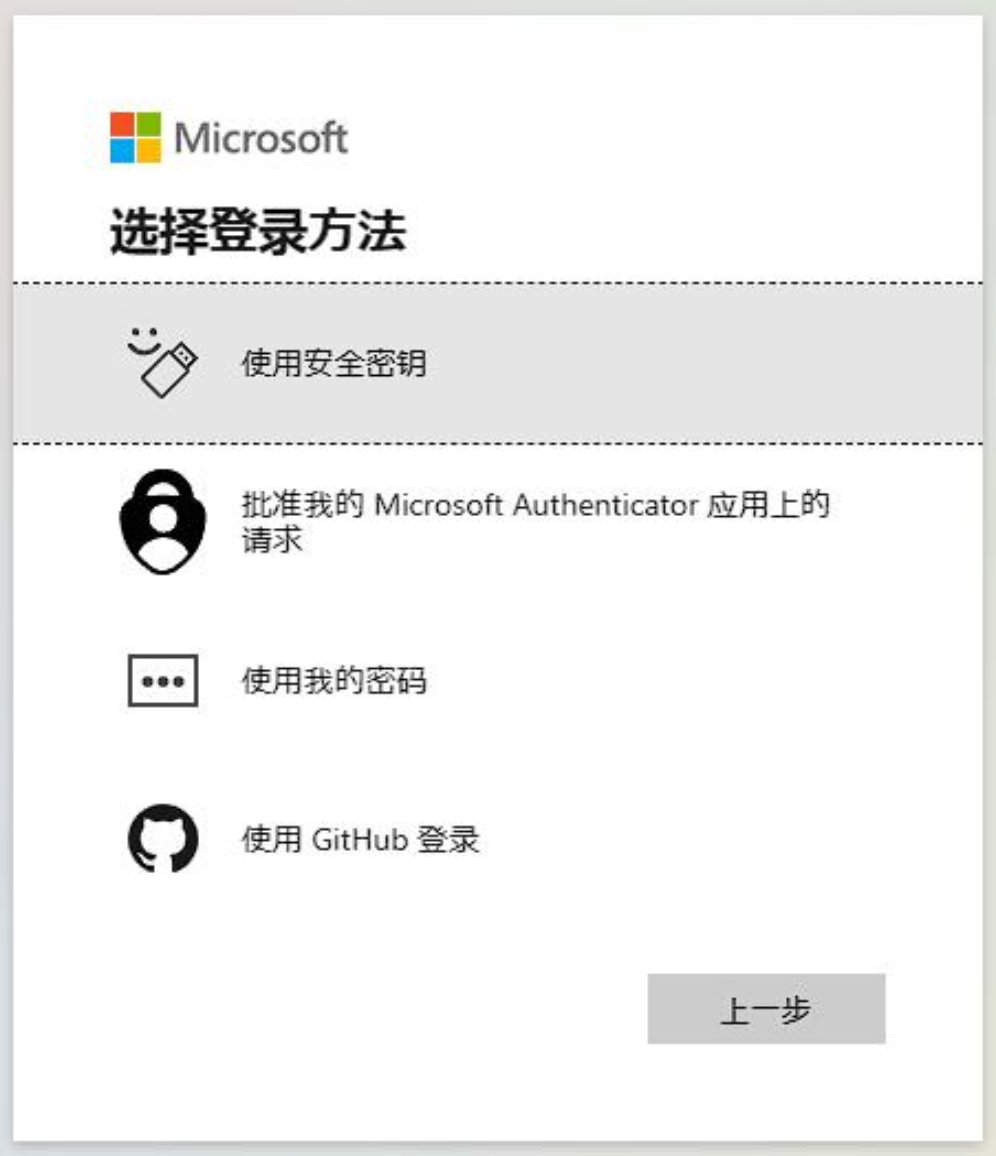 Microsoft
选择登录方法
使用安全密钥
批准我的 Microsoft Authenticator 应用上的
请求
使用我的密码
使用 GitHub 登录
上一步